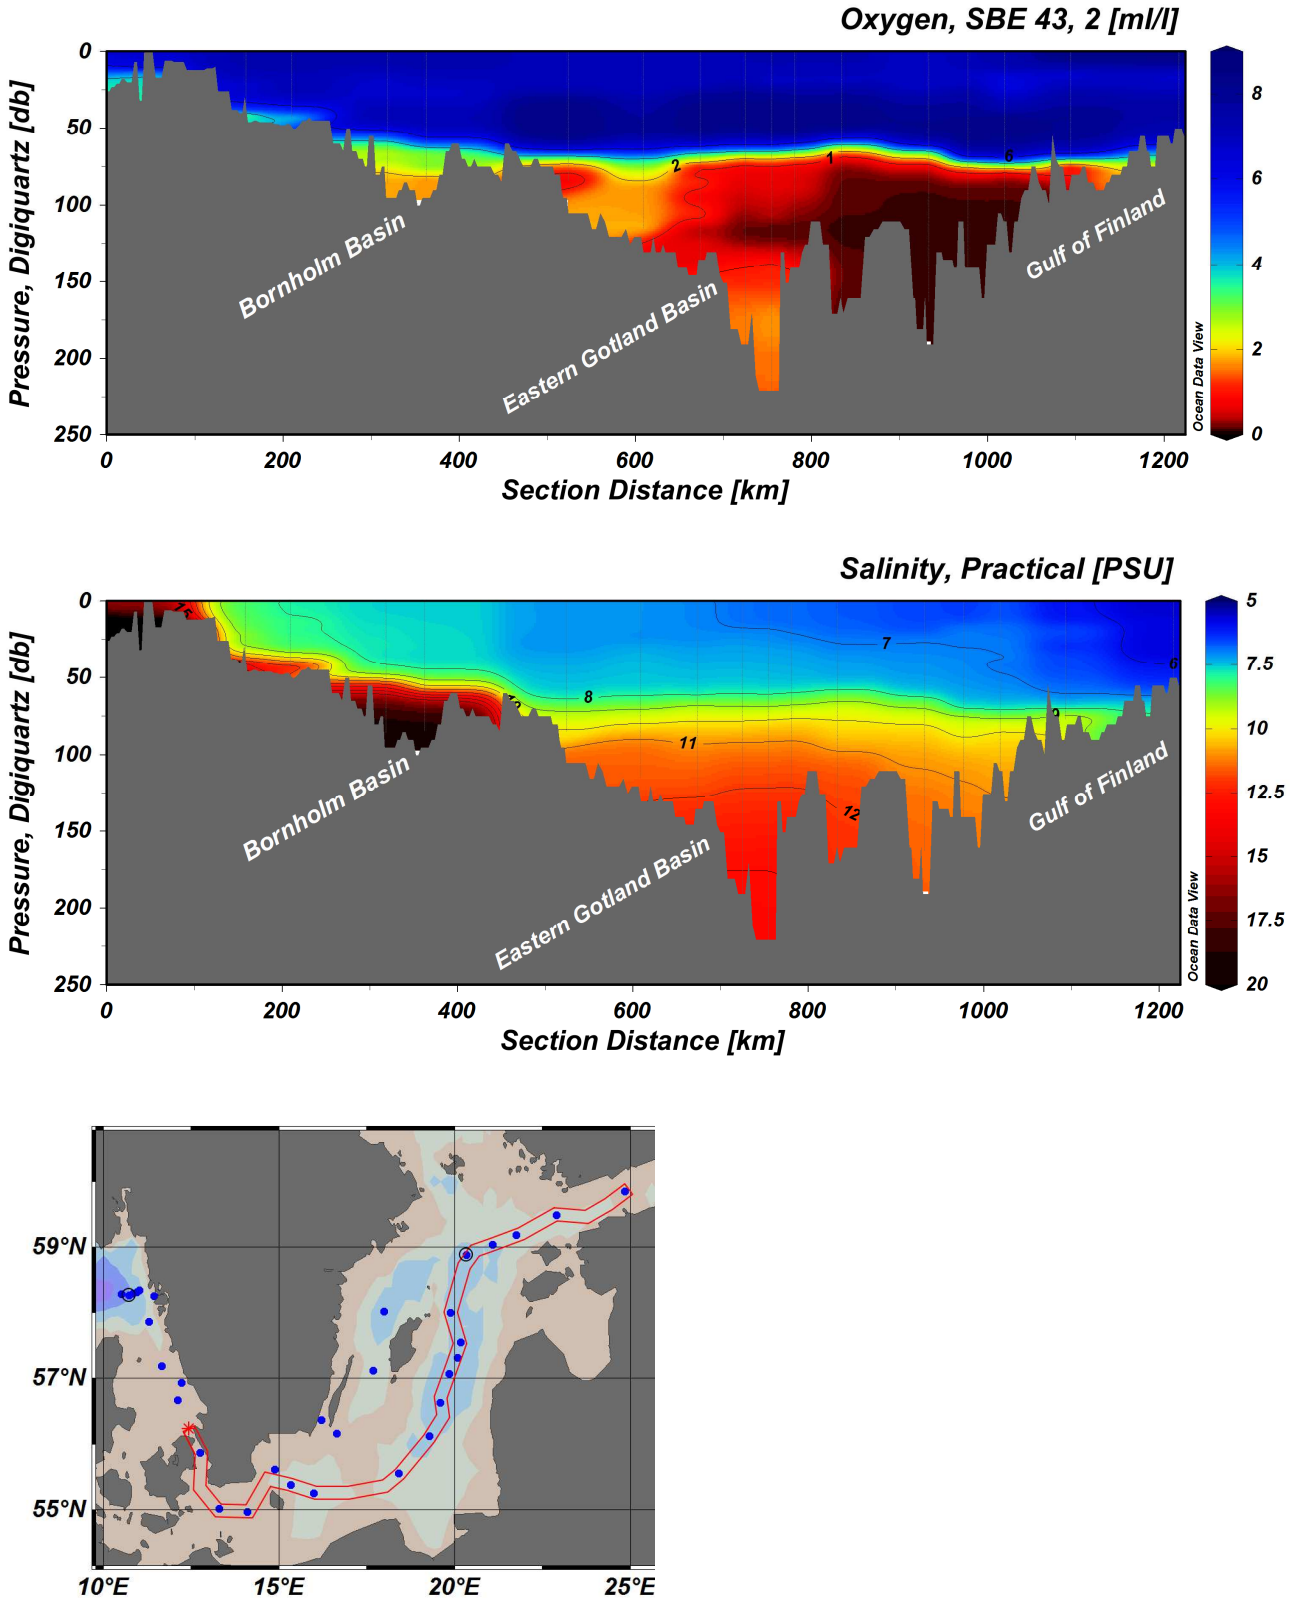 Oxygen, SBE 43, 2 [ml/l]
Pressure, Digiquartz [db]
0
50
100
150
200
250
0
200
400
600
800
1000
1200
Section Distance [km]
Bornholm Basin
Eastern Gotland Basin
Gulf of Finland
2
1
6
Ocean Data View
8
6
4
2
0
Salinity, Practical [PSU]
Pressure, Digiquartz [db]
0
50
100
150
200
250
0
200
400
600
800
1000
1200
Section Distance [km]
Bornholm Basin
Eastern Gotland Basin
Gulf of Finland
15
8
11
12
7
9
6
Ocean Data View
5
7.5
10
12.5
15
17.5
20
59°N
57°N
55°N
10°E
15°E
20°E
25°E